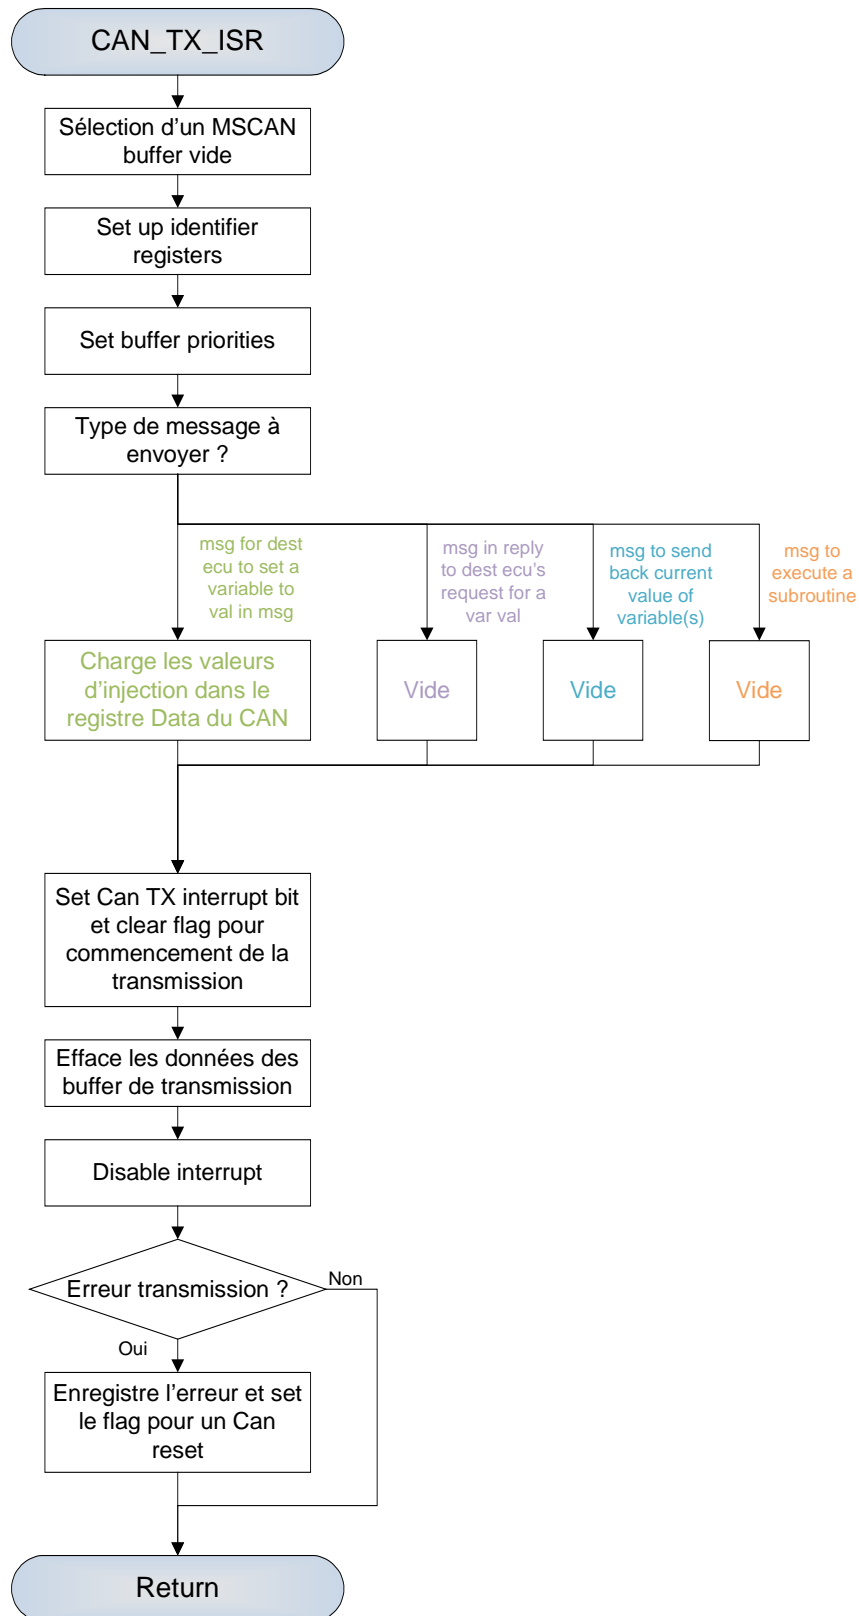 CAN_TX_ISR
Sélection d'un MSCAN
buffer vide
Set up identifier
registers
Set buffer priorities
Type de message à
envoyer ?
msg for dest
ecu to set a
variable to
val in msg
msg in reply
to dest ecu's
request for a
var val
msg to send
back current
value of
variable(s)
msg to
execute a
subroutine
Charge les valeurs
d'injection dans le
registre Data du CAN
Vide
Vide
Vide
Set Can TX interrupt bit
et clear flag pour
commencement de la
transmission
Efface les données des
buffer de transmission
Disable interrupt
Erreur transmission ?
Non
Oui
Enregistre l'erreur et set
le flag pour un Can
reset
Return